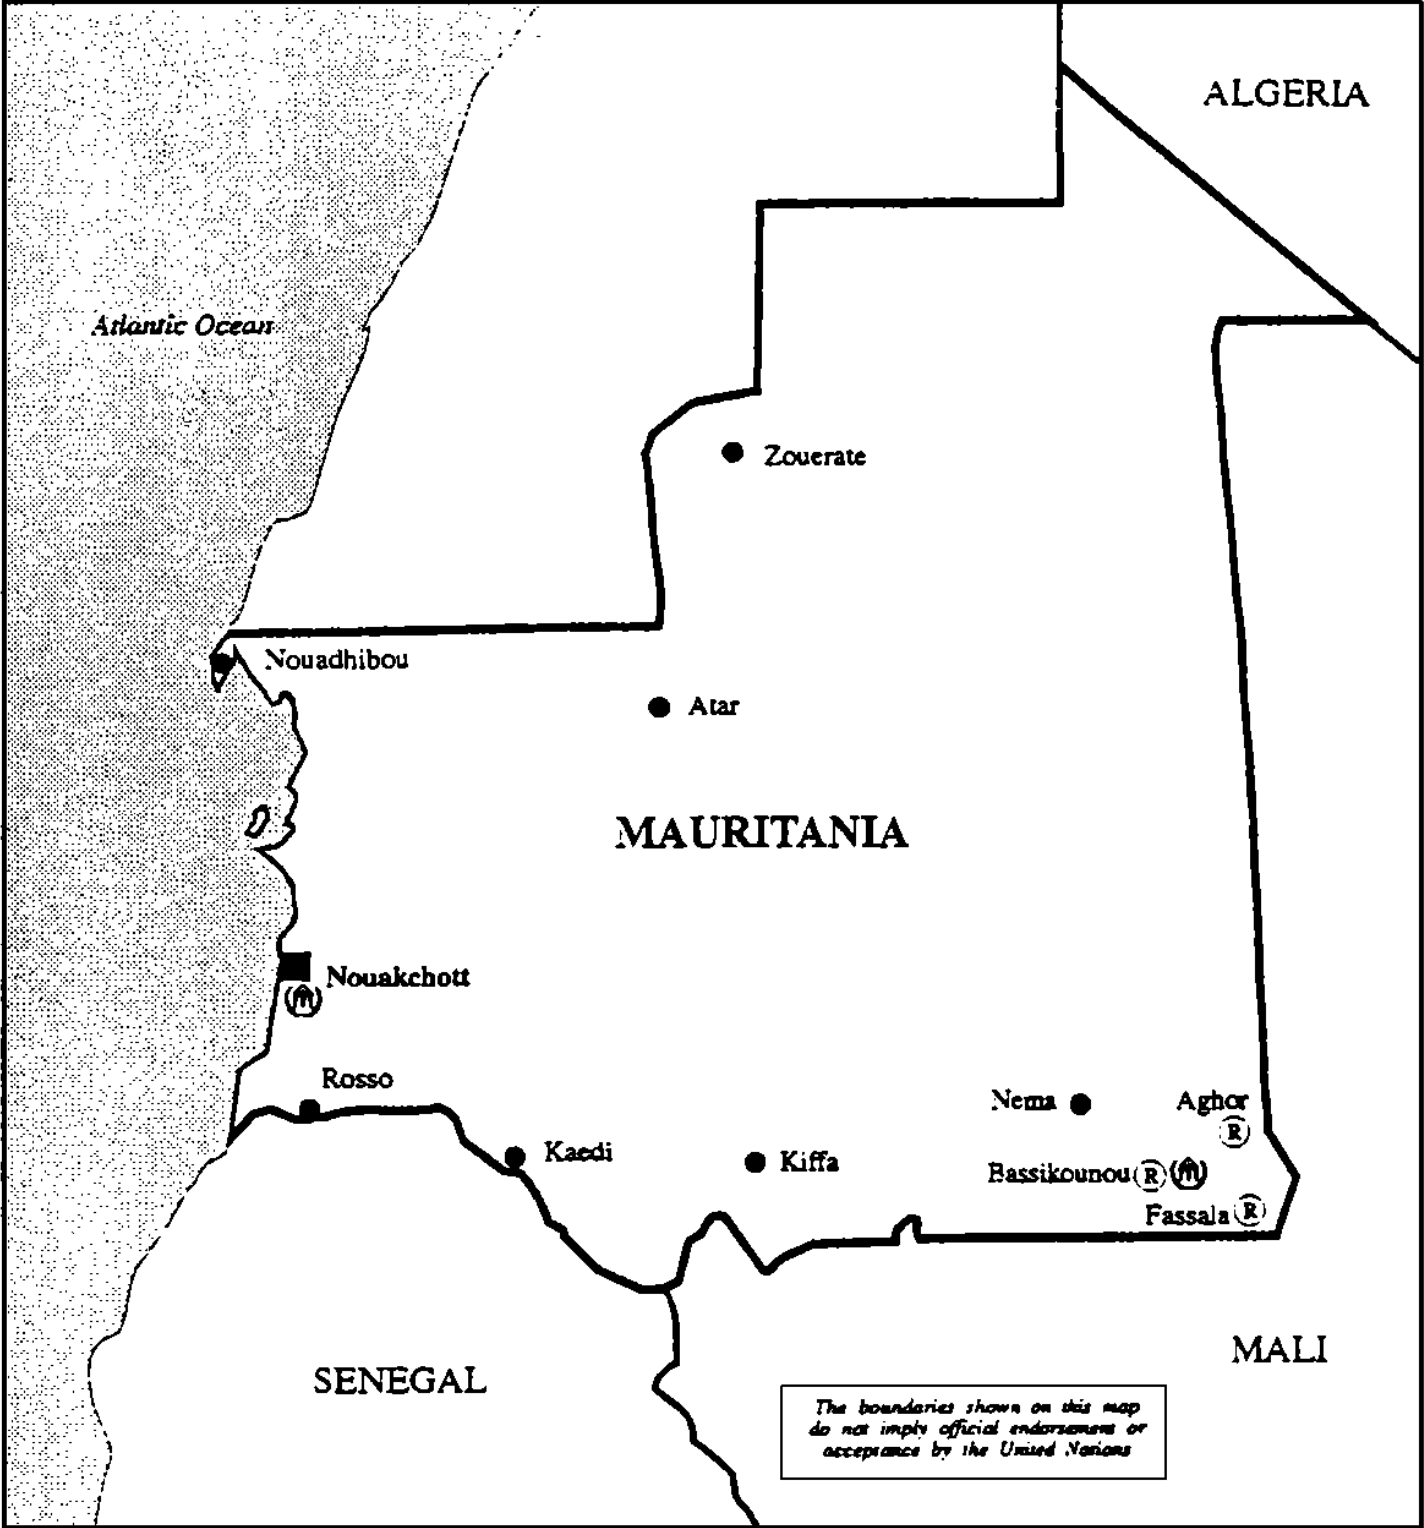 ALGERIA
Atlantic Ocean
Zouerate
Nouadhibou
Atar
MAURITANIA
Nouakchott
Rosso
Nema
Aghor
R
Kaedi
Kiffa
Bassikounou R
Fassala R
MALI
SENEGAL
The boundaries shown on this map
do not imply official endorsement or
acceptance by the United Nations